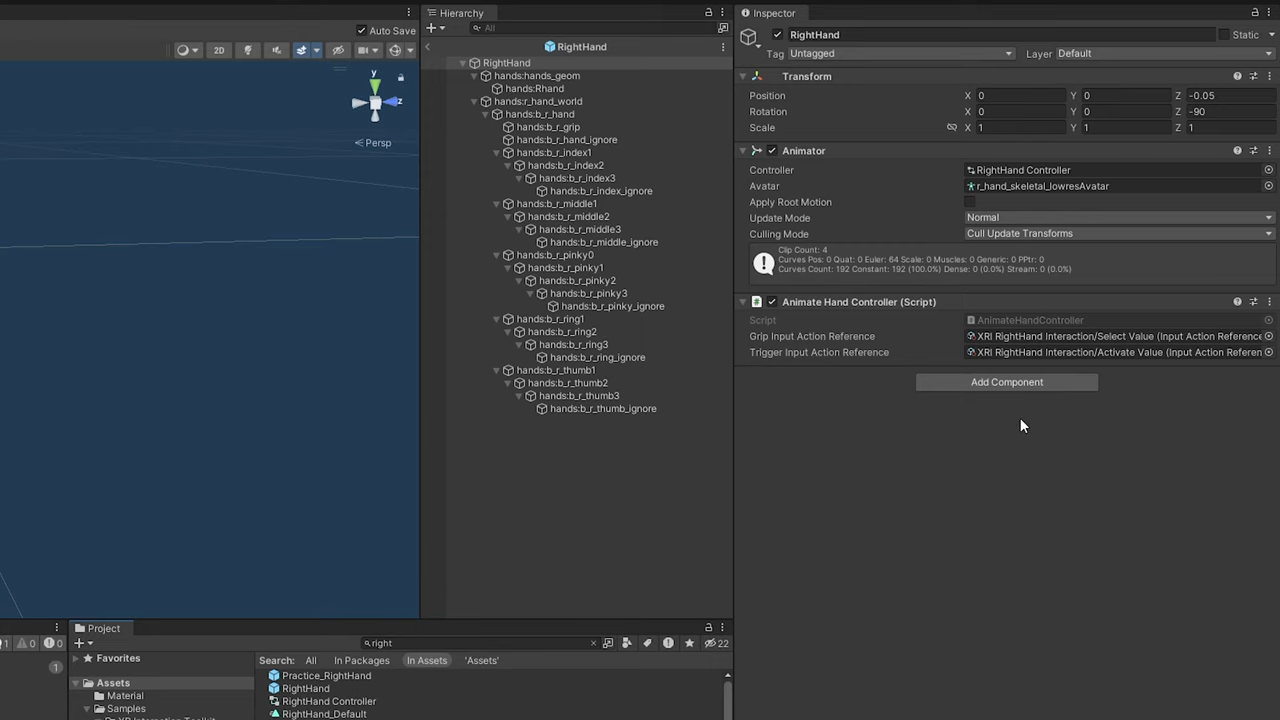 Auto Save
2D
y
z
Persp
1
0
0
Hierarchy
All
RightHand
RightHand
hands:hands_geom
hands:Rhand
hands:r_hand_world
hands:b_r_hand
hands:b_r_grip
hands:b_r_hand_ignore
hands:b_r_index1
hands:b_r_index2
hands:b_r_index3
hands:b_r_index_ignore
hands:b_r_middle1
hands:b_r_middle2
hands:b_r_middle3
hands:b_r_middle_ignore
hands:b_r_pinky0
hands:b_r_pinky1
hands:b_r_pinky2
hands:b_r_pinky3
hands:b_r_pinky_ignore
hands:b_r_ring1
hands:b_r_ring2
hands:b_r_ring3
hands:b_r_ring_ignore
hands:b_r_thumb1
hands:b_r_thumb2
hands:b_r_thumb3
hands:b_r_thumb_ignore
Inspector
RightHand Static
Tag Untagged Layer Default
Transform
Position X 0 Y 0 Z -0.05
Rotation X 0 Y 0 Z -90
Scale X 1 Y 1 Z 1
Animator
Controller RightHand Controller
Avatar r_hand_skeletal_lowresAvatar
Apply Root Motion
Update Mode Normal
Culling Mode Cull Update Transforms
Clip Count: 4
Curves Pos: 0 Quat: 0 Euler: 64 Scale: 0 Muscles: 0 Generic: 0 PPtr: 0
Curves Count: 192 Constant: 192 (100.0%) Dense: 0 (0.0%) Stream: 0 (0.0%)
Animate Hand Controller (Script)
Script AnimateHandController
Grip Input Action Reference XRI RightHand Interaction/Select Value (Input Action Reference
Trigger Input Action Reference XRI RightHand Interaction/Activate Value (Input Action Referen
Add Component
Project
right
22
1
Favorites
Assets
Material
Samples
Search: All In Packages In Assets 'Assets'
Practice_RightHand
RightHand
RightHand Controller
RightHand_Default